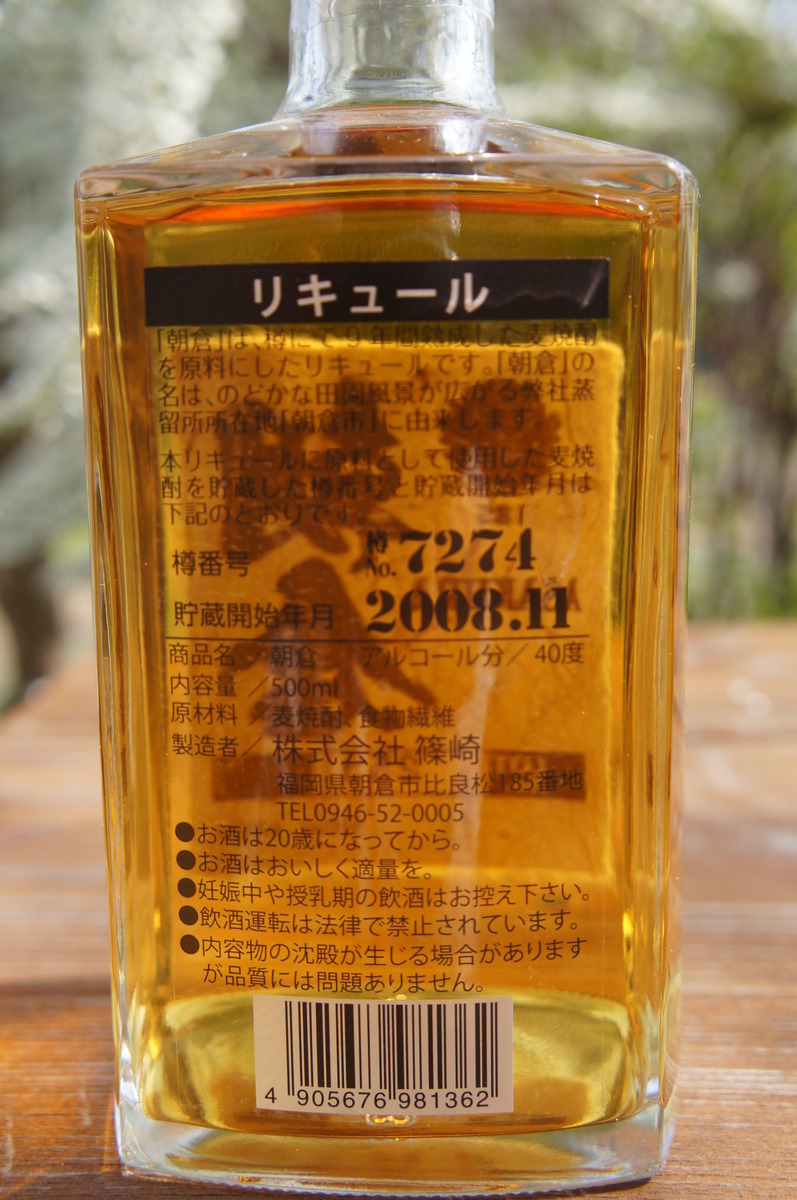 リキュール
「朝倉」は、樽にて9年間熟成した麦焼酎
を原料にしたリキュールです。「朝倉」の
名は、のどかな田園風景が広がる弊社蒸
留所所在地「朝倉市」に由来します。
本リキュールに原料として使用した麦焼
酎を貯蔵した樽番号と貯蔵開始年月は
下記のとおりです。
樽番号 樽No. 7274
貯蔵開始年月 2008.11
商品名/朝倉 アルコール分/40度
内容量/500ml
原材料/麦焼酎、食物繊維
製造者/株式会社 篠崎
福岡県朝倉市比良松185番地
TEL0946-52-0005
●お酒は20歳になってから。
●お酒はおいしく適量を。
●妊娠中や授乳期の飲酒はお控え下さい。
●飲酒運転は法律で禁止されています。
●内容物の沈殿が生じる場合があります
が品質には問題ありません。
4 905676 981362